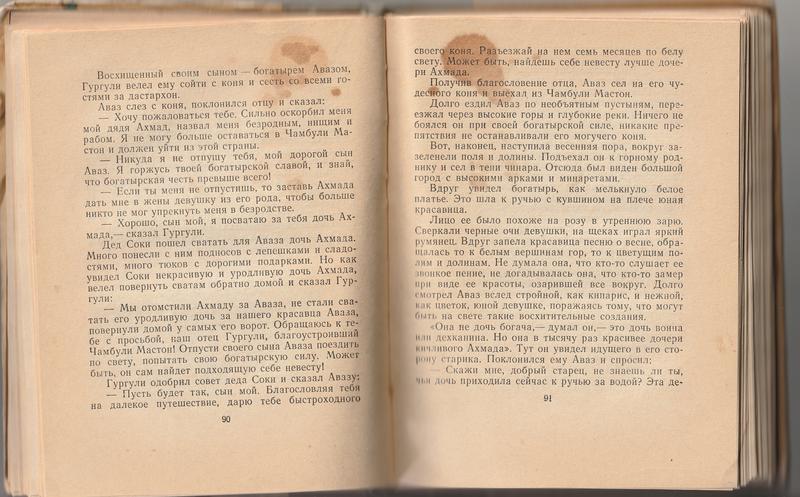 Восхищенный своим сыном — богатырем Авазом,
Гургули велел ему сойти с коня и сесть со всеми го-
стями за дастархон.
Аваз слез с коня, поклонился отцу и сказал:
— Хочу пожаловаться тебе. Сильно оскорбил меня
мой дядя Ахмад, назвал меня безродным, нищим и
рабом. Я не могу больше оставаться в Чамбули Ма-
стон и должен уйти из этой страны.
— Никуда я не отпущу тебя, мой дорогой сын
Аваз. Я горжусь твоей богатырской славой, и знай,
что богатырская честь превыше всего!
— Если ты меня не отпустишь, то заставь Ахмада
дать мне в жены девушку из его рода, чтобы больше
никто не мог упрекнуть меня в безродстве.
— Хорошо, сын мой, я посватаю за тебя дочь Ах-
мада,— сказал Гургули.
Дед Соки пошел сватать для Аваза дочь Ахмада.
Много понесли с ним подносов с лепешками и сладо-
стями, много тюков с дорогими подарками. Но как
увидел Соки некрасивую и уродливую дочь Ахмада,
велел повернуть сватам обратно домой и сказал Гур-
гули:
— Мы отомстили Ахмаду за Аваза, не стали сва-
тать его уродливую дочь за нашего красавца Аваза,
повернули домой у самых его ворот. Обращаюсь к те-
бе с просьбой, наш отец Гургули, благоустроивший
Чамбули Мастон! Отпусти своего сына Аваза поездить
по свету, попытать свою богатырскую силу. Может
быть, он сам найдет подходящую себе невесту!
Гургули одобрил совет деда Соки и сказал Авазу:
— Пусть будет так, сын мой. Благословляя тебя
на далекое путешествие, дарю тебе быстроходного
90
своего коня. Разъезжай на нем семь месяцев по белу
свету. Может быть, найдешь себе невесту лучше доче-
ри Ахмада.
Получив благословение отца, Аваз сел на его чу-
десного коня и выехал из Чамбули Мастон.
Долго ездил Аваз по необъятным пустыням, пере-
езжал через высокие горы и глубокие реки. Ничего не
боялся он при своей богатырской силе, никакие пре-
пятствия не останавливали его могучего коня.
Вот, наконец, наступила весенняя пора, вокруг за-
зеленели поля и долины. Подъехал он к горному род-
нику и сел в тени чинара. Отсюда был виден большой
город с высокими арками и минаретами.
Вдруг увидел богатырь, как мелькнуло белое
платье. Это шла к ручью с кувшином на плече юная
красавица.
Лицо ее было похоже на розу в утреннюю зарю.
Сверкали черные очи девушки, на щеках играл яркий
румянец. Вдруг запела красавица песню о весне, обра-
щалась то к белым вершинам гор, то к цветущим по-
лям и долинам. Не думала она, что кто-то слушает ее
звонкое пение, не догадывалась она, что кто-то замер
при виде ее красоты, озарившей все вокруг. Долго
смотрел Аваз вслед стройной, как кипарис, и нежной,
как цветок, юной девушке, поражаясь тому, что могут
быть на свете такие восхитительные создания.
«Она не дочь богача,— думал он,— это дочь воина
или дехканина. Но она в тысячу раз красивее дочери
кичливого Ахмада». Тут он увидел идущего в его сто-
рону старика. Поклонился ему Аваз и спросил:
— Скажи мне, добрый старец, не знаешь ли ты,
чья дочь приходила сейчас к ручью за водой? Эта де-
91